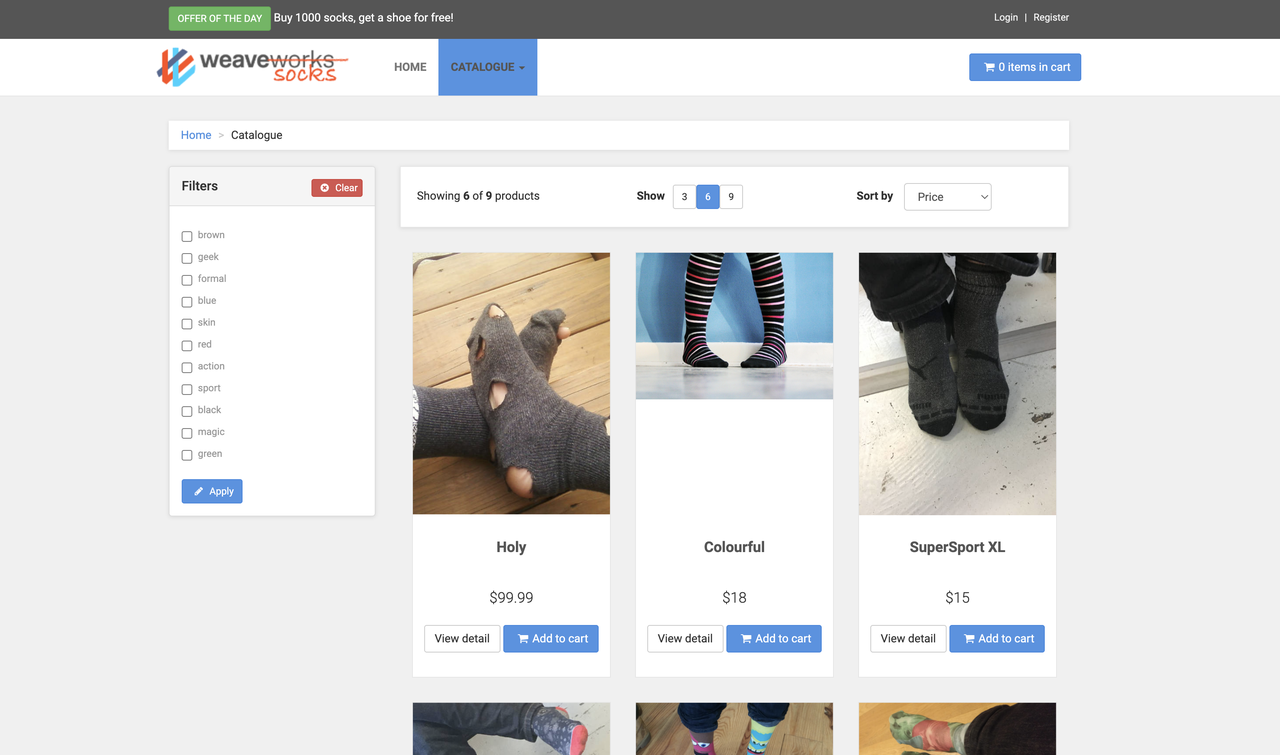 OFFER OF THE DAY Buy 1000 socks, get a shoe for free!
Login | Register
weaveworks
socks
HOME
CATALOGUE
0 items in cart
Home > Catalogue
Filters
Clear
brown
geek
formal
blue
skin
red
action
sport
black
magic
green
Apply
Showing 6 of 9 products
Show 3 6 9
Sort by Price
Holy
$99.99
View detail
Add to cart
Colourful
$18
View detail
Add to cart
SuperSport XL
$15
View detail
Add to cart